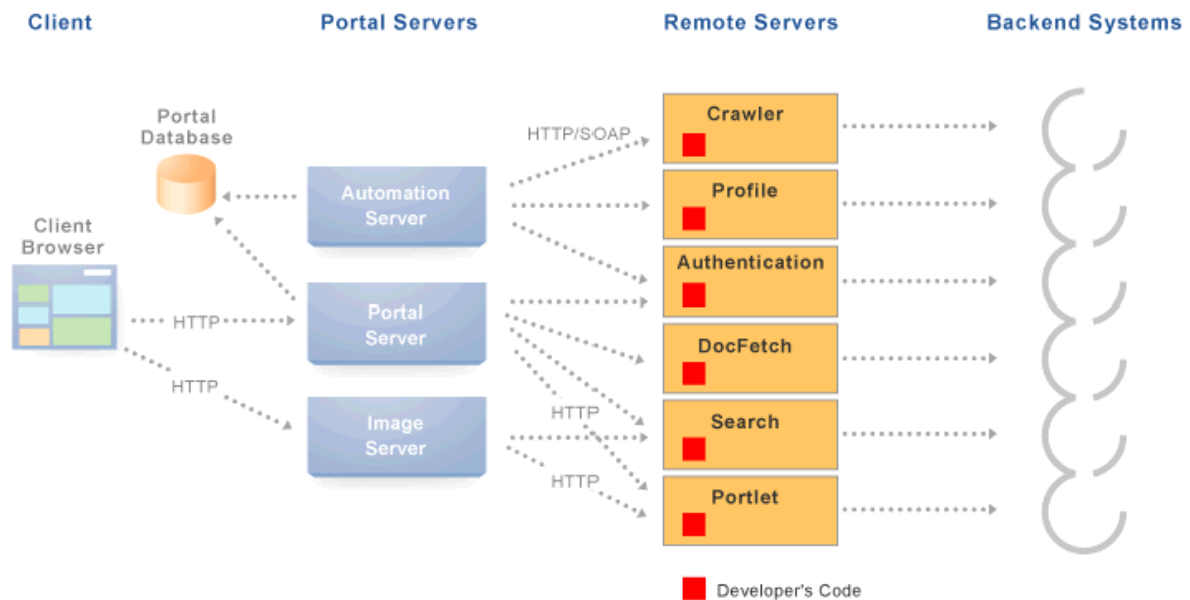 Client
Portal Servers
Remote Servers
Backend Systems
Portal
Database
Client
Browser
HTTP
HTTP
Automation
Server
Portal
Server
Image
Server
HTTP/SOAP
HTTP
HTTP
Crawler
Profile
Authentication
DocFetch
Search
Portlet
Developer's Code